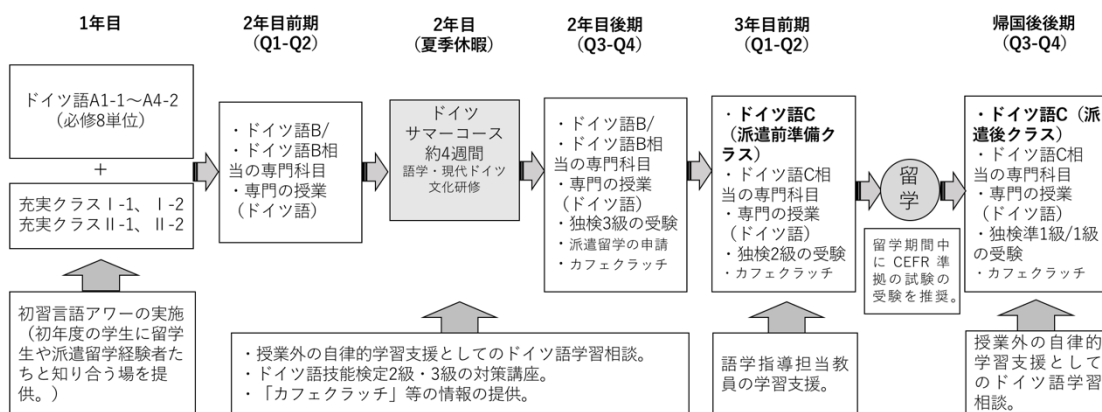 1年目
ドイツ語A1-1～A4-2
(必修8単位)
+
充実クラスⅠ-1、Ⅰ-2
充実クラスⅡ-1、Ⅱ-2
初習言語アワーの実施
(初年度の学生に留学
生や派遣留学経験者た
ちと知り合う場を提
供。)
2年目前期
(Q1-Q2)
・ドイツ語B/
・ドイツ語B相
当の専門科目
・専門の授業
(ドイツ語)
2年目
(夏季休暇)
ドイツ
サマーコース
約4週間
語学・現代ドイツ
文化研修
2年目後期
(Q3-Q4)
・ドイツ語B/
・ドイツ語B相
当の専門科目
・専門の授業
(ドイツ語)
・独検3級の受験
・派遣留学の申請
・カフェクラッチ
・授業外の自律的学習支援としてのドイツ語学習相談。
・ドイツ語技能検定2級・3級の対策講座。
・「カフェクラッチ」等の情報の提供。
3年目前期
(Q1-Q2)
・ドイツ語C
(派遣前準備ク
ラス)
・ドイツ語C相
当の専門科目
・専門の授業
(ドイツ語)
・独検2級の受験
・カフェクラッチ
語学指導担当教
員の学習支援。
留
学
留学期間中
に CEFR 準
拠の試験の
受験を推奨。
帰国後後期
(Q3-Q4)
・ドイツ語C（派
遣後クラス)
・ドイツ語C相
当の専門科目
・専門の授業
(ドイツ語)
・独検準1級/1級
の受験
・カフェクラッチ
授業外の自律的
学習支援として
のドイツ語学習
相談。